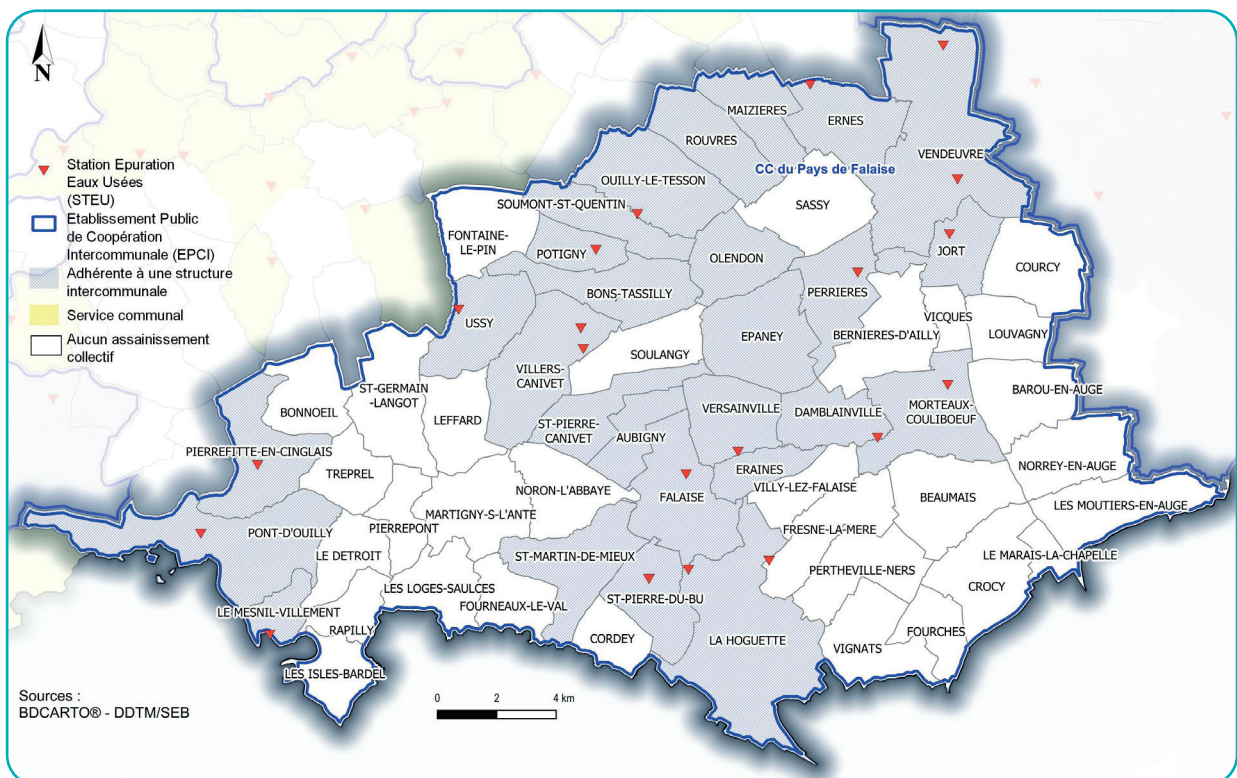 N
Station Epuration
Eaux Usées
(STEU)
Etablissement Public
de Coopération
Intercommunale (EPCI)
Adhérente à une structure
intercommunale
Service communal
Aucun assainissement
collectif
MAIZIERES
ERNES
ROUVRES
VENDEUVRE
CC du Pays de Falaise
OUILLY-LE-TESSON
SASSY
SOUMONT-ST-QUENTIN
FONTAINE-
LE-PIN
POTIGNY
OLENDON
JORT
COURCY
BONS-TASSILLY
PERRIERES
USSY
VICQUES
BERNIERES-D'AILLY
LOUVAGNY
EPANEY
SOULANGY
VILLERS-
CANIVET
ST-GERMAIN
-LANGOT
BAROU-EN-AUGE
BONNOEIL
LEFFARD
VERSAINVILLE
DAMBLAINVILLE
MORTEAUX-
COULIBOEUF
ST-PIERRE-
CANIVET
AUBIGNY
PIERREFITTE-EN-CINGLAIS
TREPREL
NORON-L'ABBAYE
ERAINES
NORREY-EN-AUGE
VILLY-LEZ-FALAISE
FALAISE
BEAUMAIS
LES MOUTIERS-EN-AUGE
MARTIGNY-S-L'ANTE
PIERREPONT
PONT-D'OUILLY
FRESNE-LA-MERE
LE DETROIT
ST-MARTIN-DE-MIEUX
LE MARAIS-LA-CHAPELLE
PERTHEVILLE-NERS
LES LOGES-SAULCES
CROCY
ST-PIERRE-DU-BU
FOURNEAUX-LE-VAL
LE MESNIL-VILLEMENT
RAPILLY
CORDEY
LA HOGUETTE
FOURCHES
VIGNATS
LES ISLES-BARDEL
Sources :
BDCARTO® - DDTM/SEB
0 2 4 km